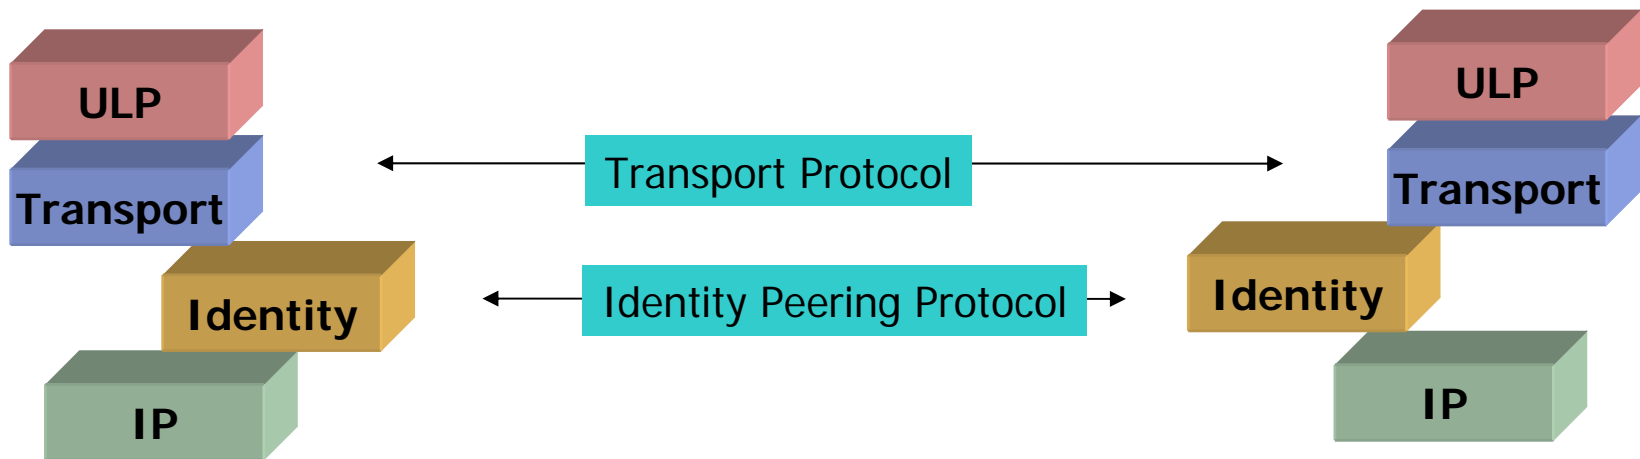 ULP
Transport
Identity
IP
Transport Protocol
Identity Peering Protocol
ULP
Transport
Identity
IP